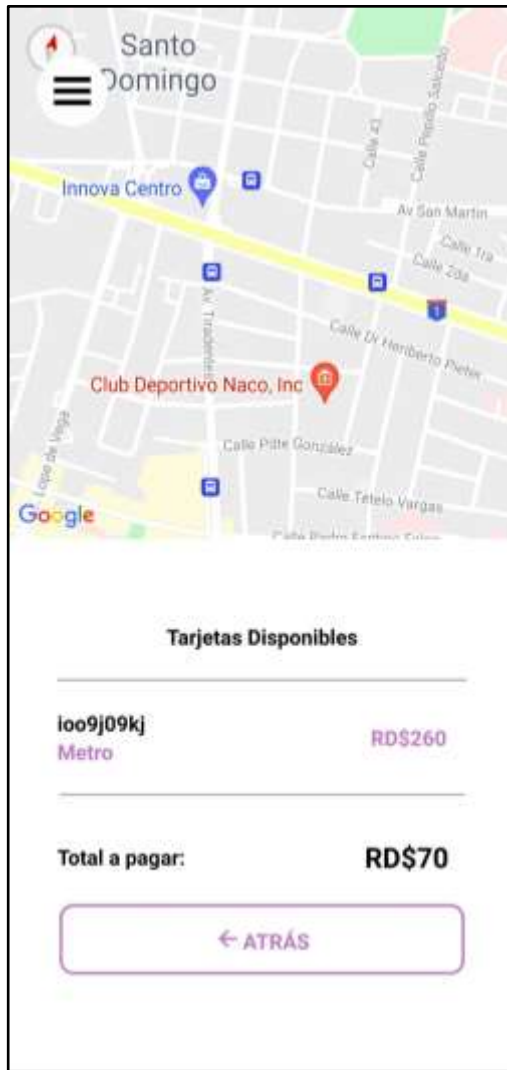 Santo
Domingo
Innova Centro
Calle 43
Calle Pepillo Salcedo
Av San Martin
Calle 1ra
Calle 2da
1
Av. Tiradentes
Calle Dr Heriberto Pieter
Club Deportivo Naco, Inc
Lope de Vega
Calle Pite González
Calle Tetelo Vargas
Google
Tarjetas Disponibles
ioo9j09kj
Metro
RD$260
Total a pagar:
RD$70
← ATRÁS